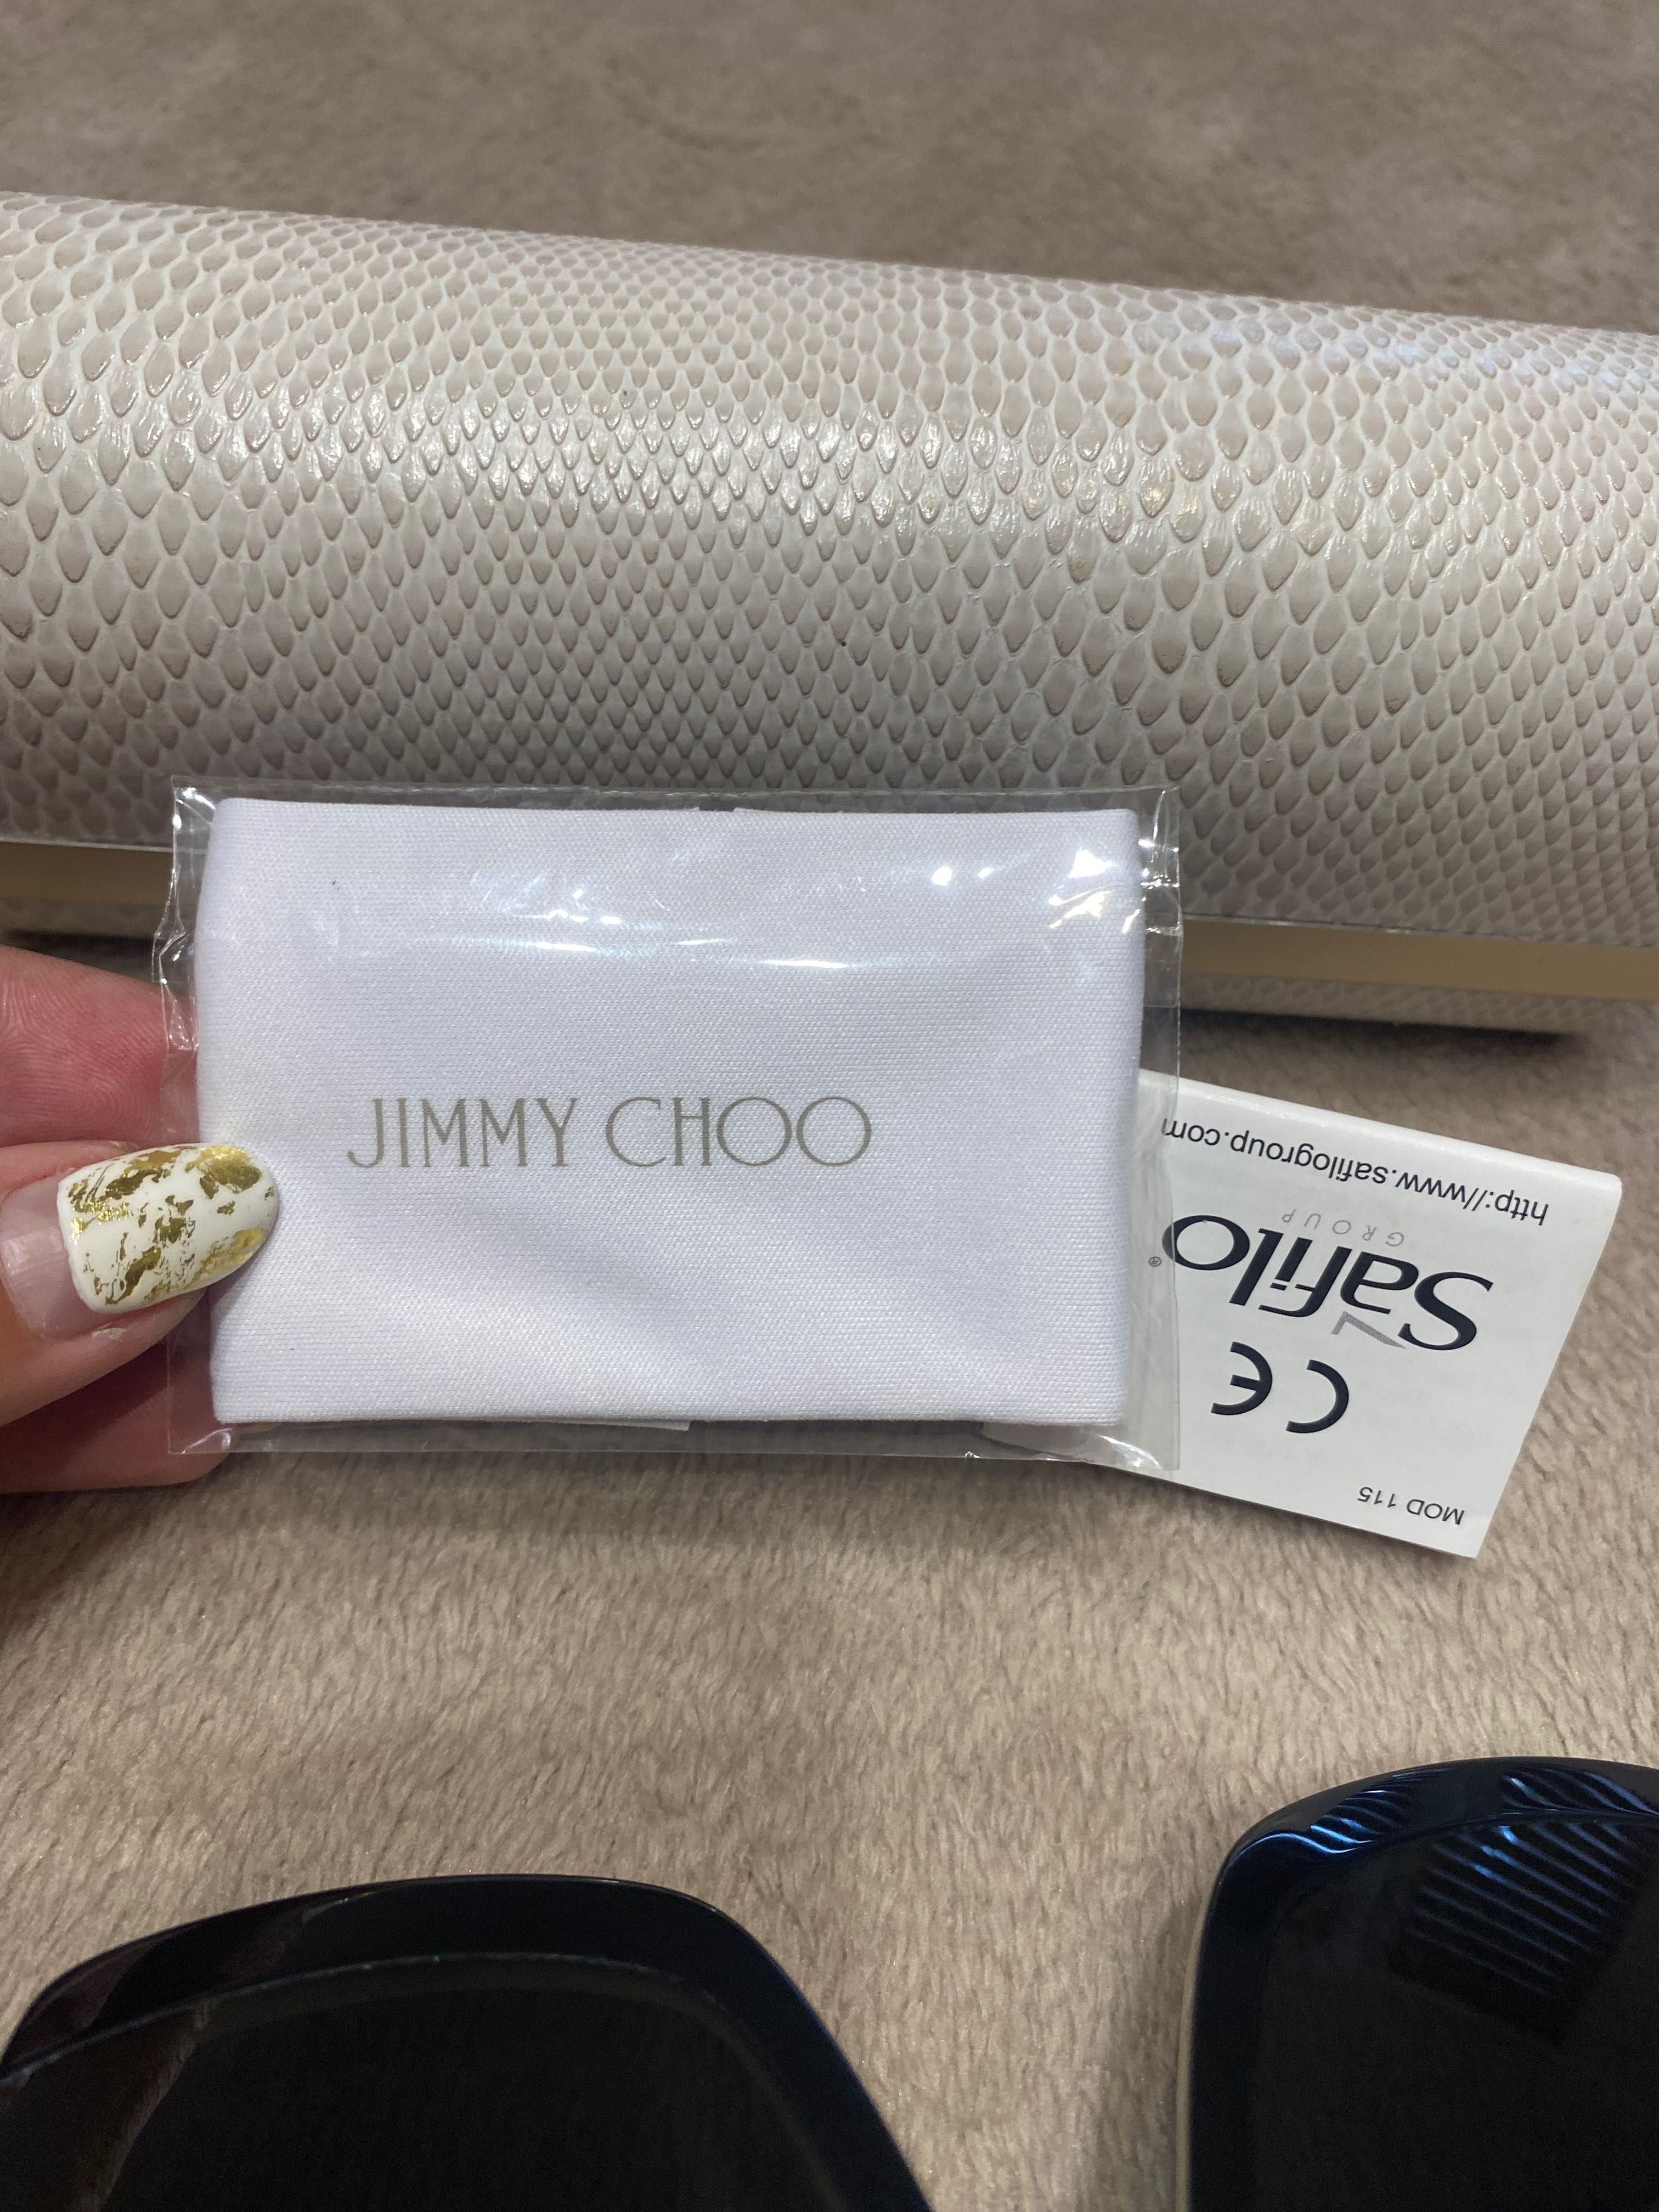 JIMMY CHOO
MOD 115
CE
Safilo®
GROUP
http://www.safilogroup.com